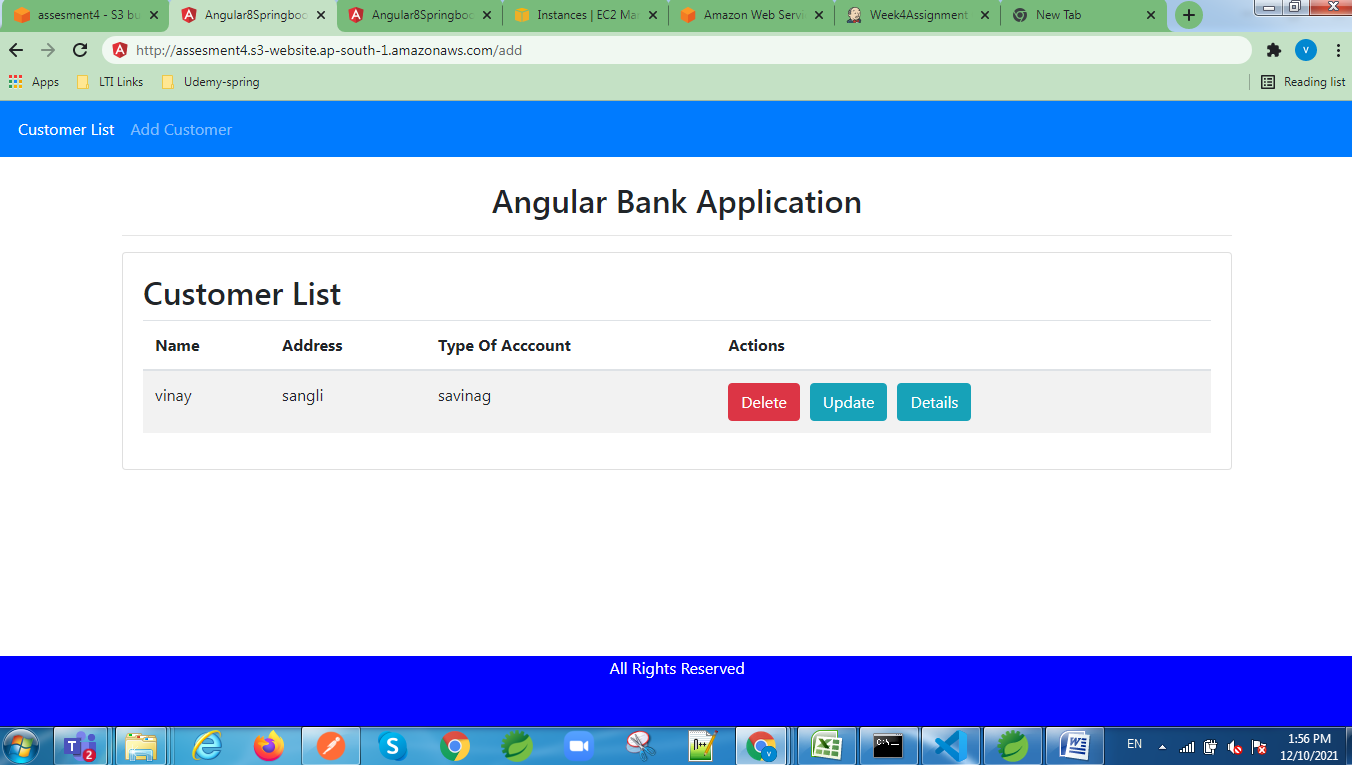 assesment4 - S3 bu
Angular8Springboo
Angular8Springboo
Instances | EC2 Ma
Amazon Web Servi
Week4Assignment
New Tab
http://assesment4.s3-website.ap-south-1.amazonaws.com/add
V
Apps LTI Links Udemy-spring Reading list
Customer List Add Customer
Angular Bank Application
Customer List
Name Address Type Of Acccount Actions
vinay sangli savinag Delete Update Details
All Rights Reserved
EN 1:56 PM
12/10/2021